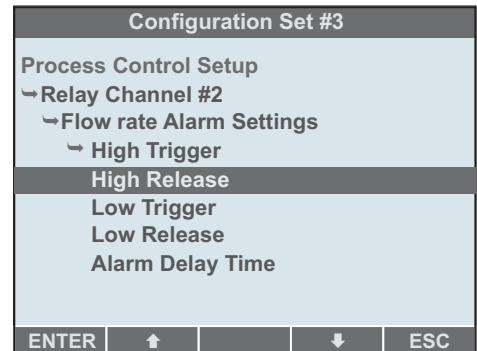 Configuration Set #3
Process Control Setup
➥Relay Channel #2
➥Flow rate Alarm Settings
➥ High Trigger
High Release
Low Trigger
Low Release
Alarm Delay Time
ENTER ⬆ ⬇ ESC